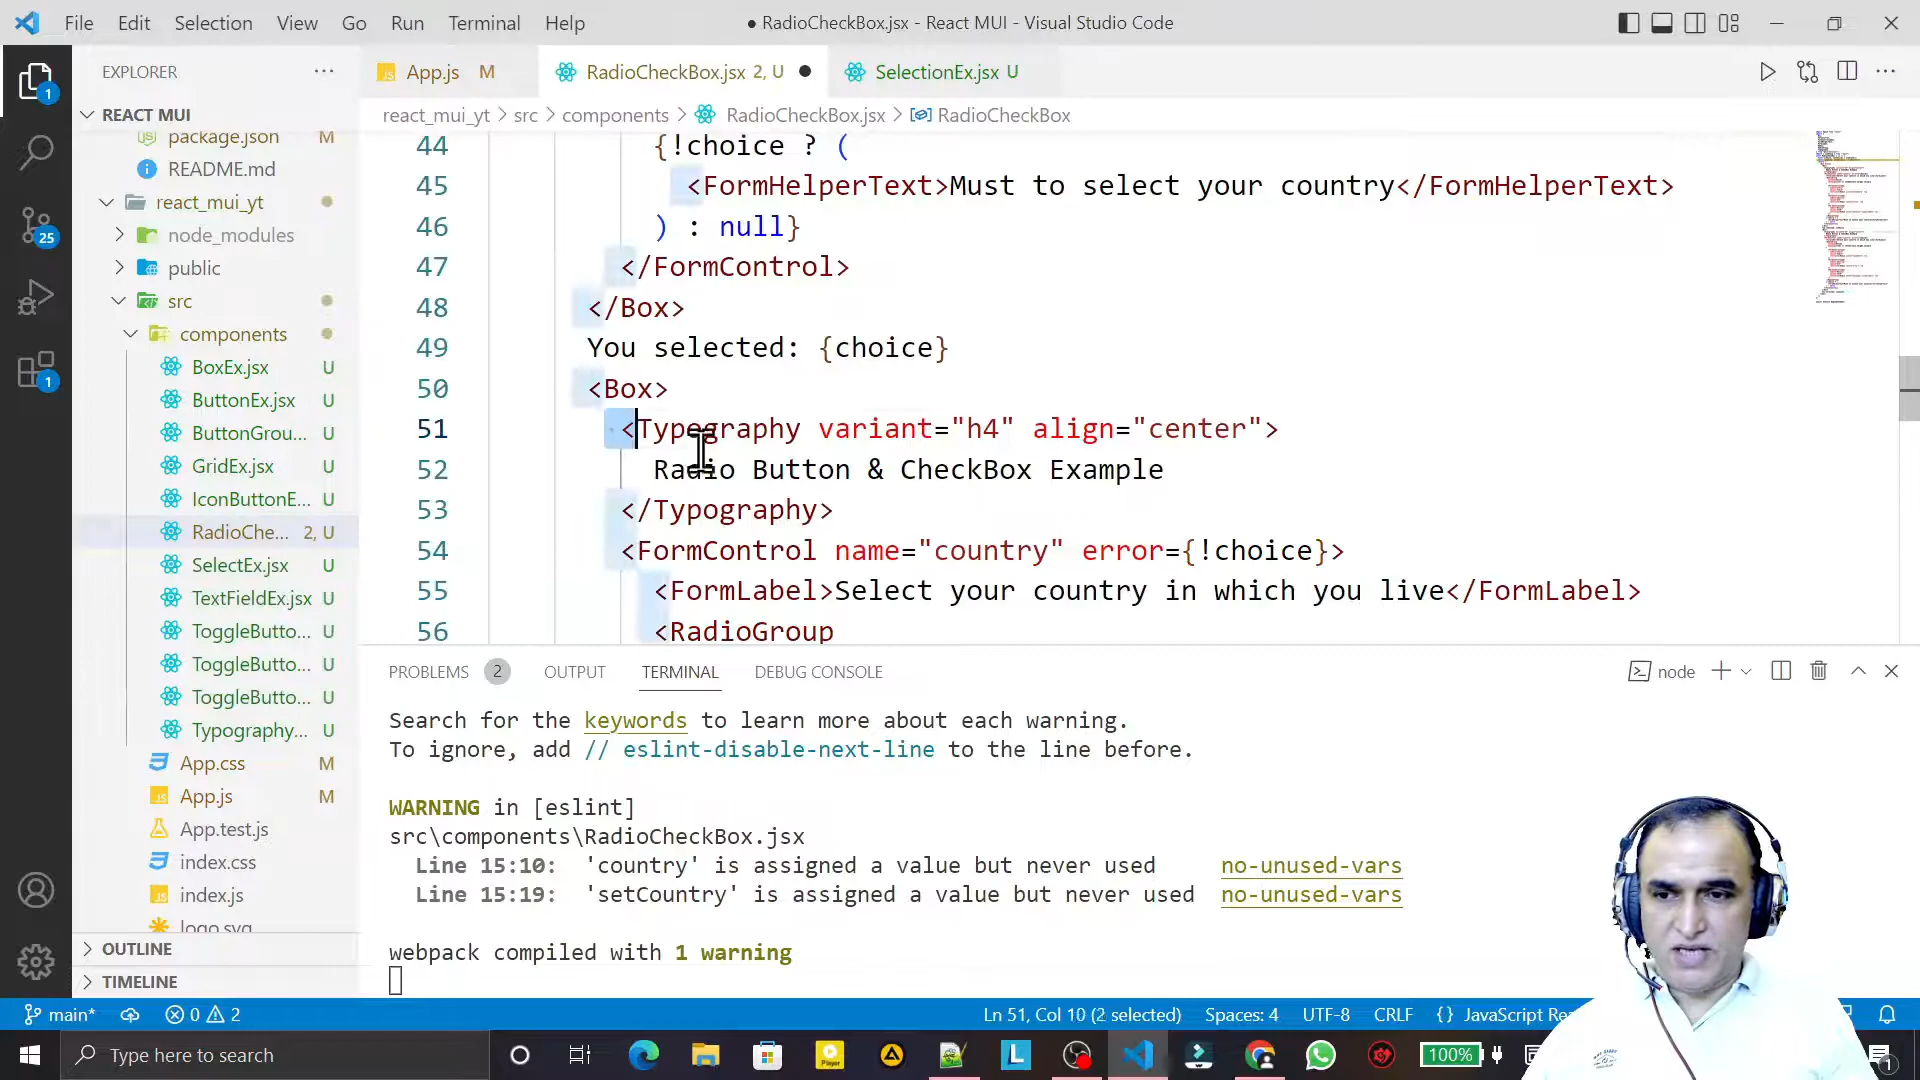 File Edit Selection View Go Run Terminal Help
● RadioCheckBox.jsx - React MUI - Visual Studio Code
EXPLORER
App.js M
RadioCheckBox.jsx 2, U
SelectionEx.jsx U
REACT MUI
react_mui_yt > src > components > RadioCheckBox.jsx > RadioCheckBox
package.json M
README.md
react_mui_yt
node_modules
public
src
components
BoxEx.jsx U
ButtonEx.jsx U
ButtonGrou... U
GridEx.jsx U
IconButtonE... U
RadioChe... 2, U
SelectEx.jsx U
TextFieldEx.jsx U
ToggleButto... U
ToggleButto... U
ToggleButto... U
Typography... U
App.css M
App.js M
App.test.js
index.css
index.js
logo.svg
OUTLINE
TIMELINE
44 {!choice ? (
45 <FormHelperText>Must to select your country</FormHelperText>
46 ) : null}
47 </FormControl>
48 </Box>
49 You selected: {choice}
50 <Box>
51 <Typography variant="h4" align="center">
52 Radio Button & CheckBox Example
53 </Typography>
54 <FormControl name="country" error={!choice}>
55 <FormLabel>Select your country in which you live</FormLabel>
56 <RadioGroup
PROBLEMS 2 OUTPUT TERMINAL DEBUG CONSOLE
node
Search for the keywords to learn more about each warning.
To ignore, add // eslint-disable-next-line to the line before.
WARNING in [eslint]
src\components\RadioCheckBox.jsx
Line 15:10: 'country' is assigned a value but never used no-unused-vars
Line 15:19: 'setCountry' is assigned a value but never used no-unused-vars
webpack compiled with 1 warning
1
25
1
main* 0 2
Ln 51, Col 10 (2 selected) Spaces: 4 UTF-8 CRLF {} JavaScript Rea
Type here to search
Player
L
100%
1